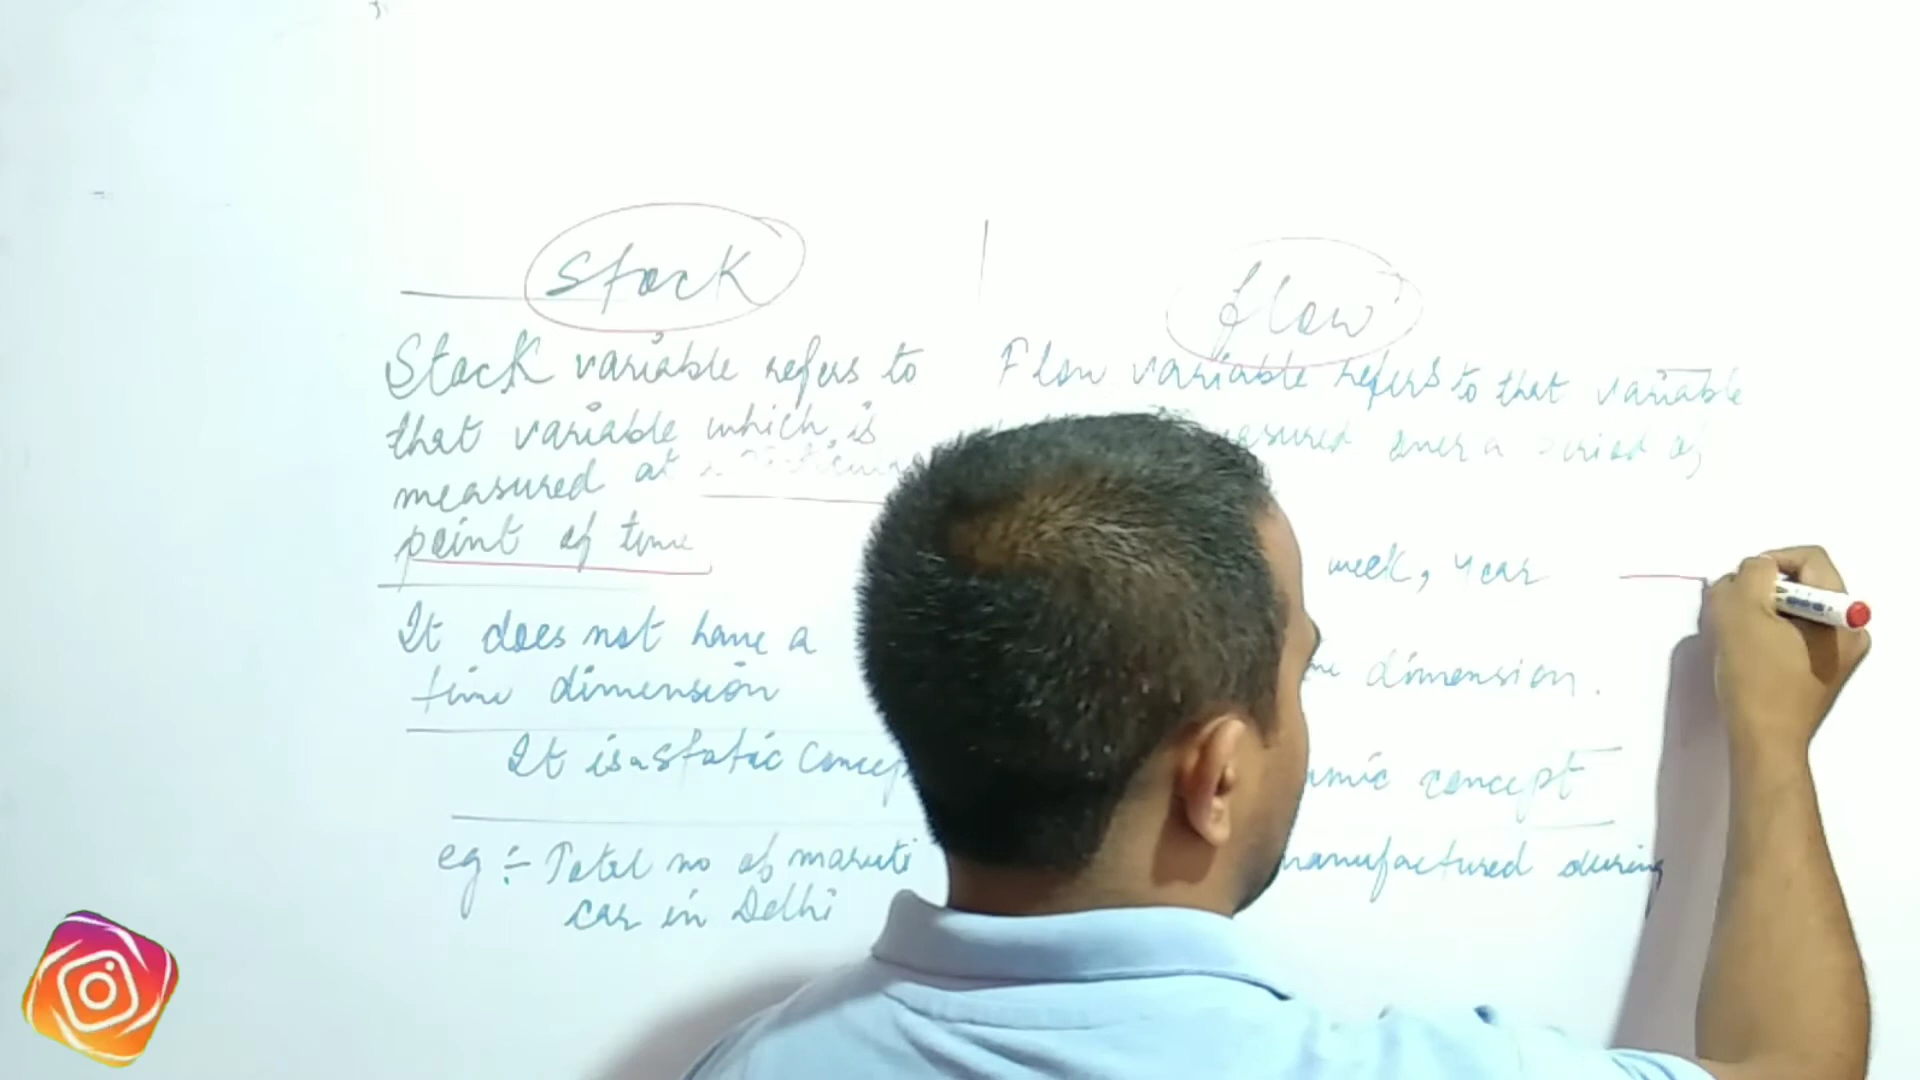 Stock
Stock variable refers to
that variable which is
measured at a
point of time
It does not have a
time dimension
It is a static
eg :- Total no of maruti
car in Delhi
flow
Flow variable refers to that variable
over a period of
week, year
dimension.
concept
manufactured during